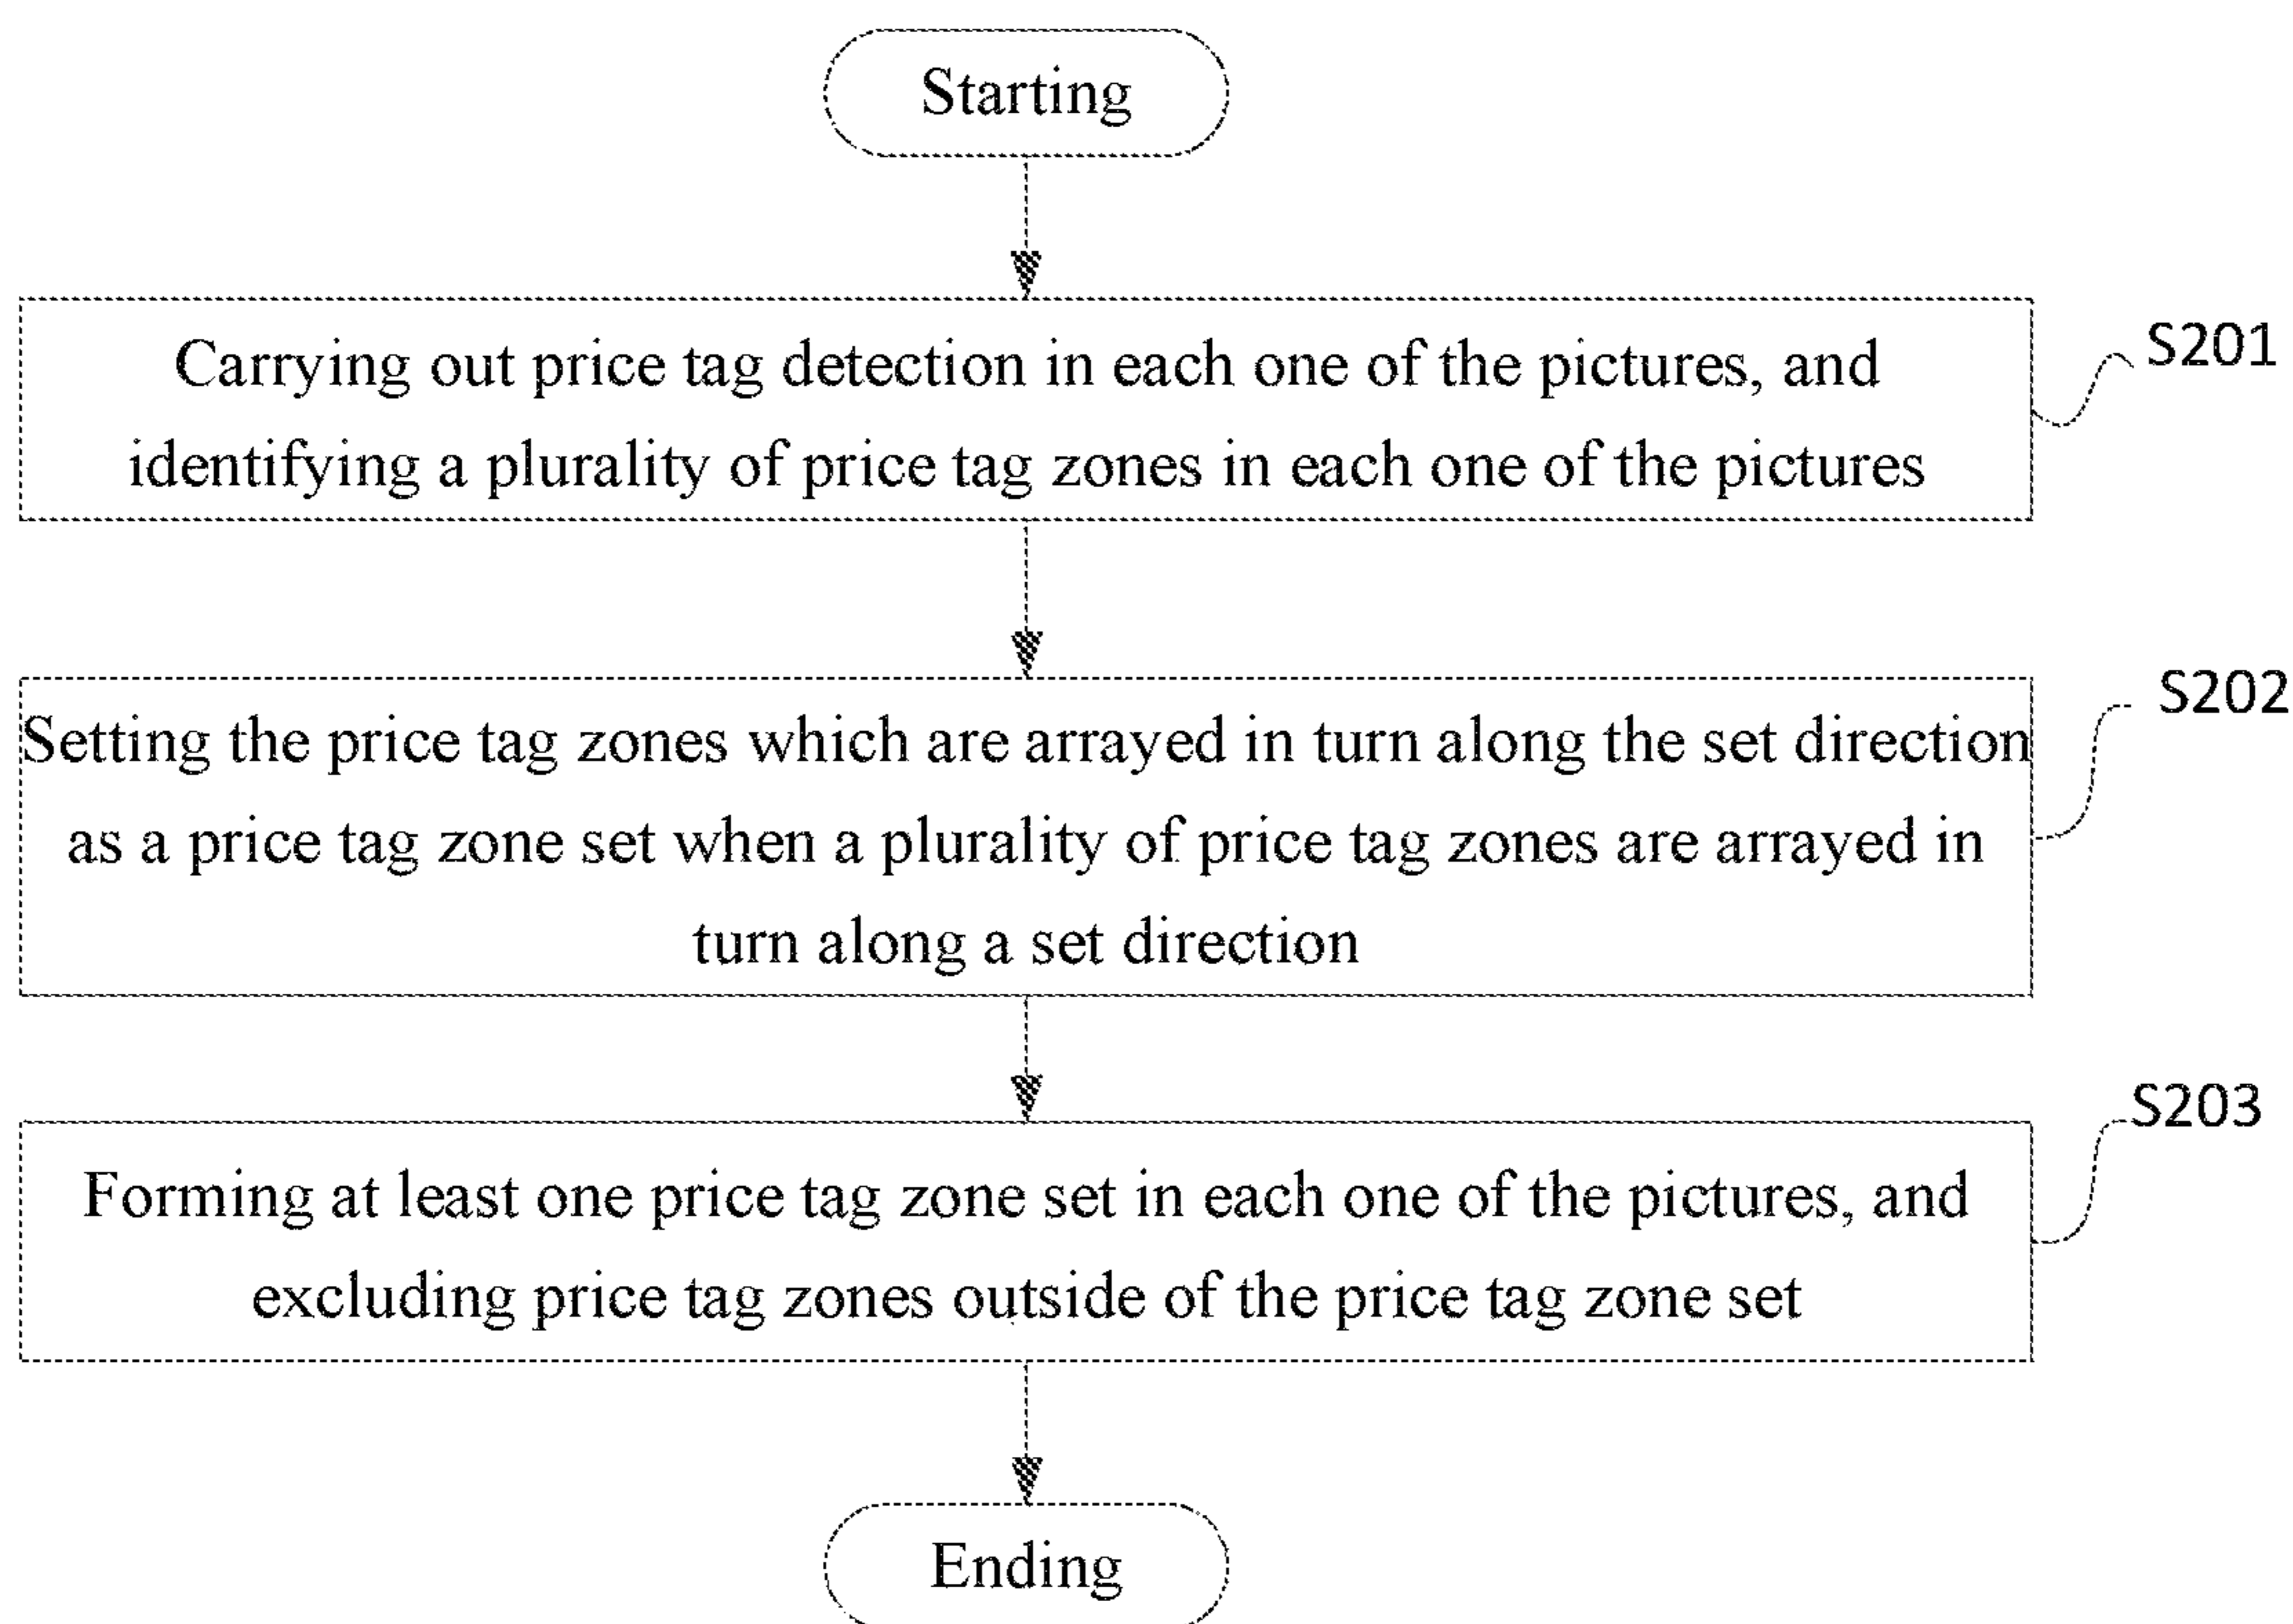 Starting
Carrying out price tag detection in each one of the pictures, and
identifying a plurality of price tag zones in each one of the pictures
S201
Setting the price tag zones which are arrayed in turn along the set direction
as a price tag zone set when a plurality of price tag zones are arrayed in
turn along a set direction
S202
Forming at least one price tag zone set in each one of the pictures, and
excluding price tag zones outside of the price tag zone set
S203
Ending